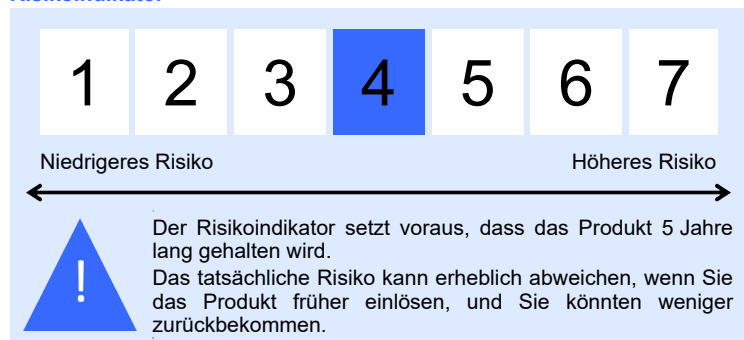 1 2 3 4 5 6 7
Niedrigeres Risiko Höheres Risiko
Der Risikoindikator setzt voraus, dass das Produkt 5 Jahre
lang gehalten wird.
Das tatsächliche Risiko kann erheblich abweichen, wenn Sie
das Produkt früher einlösen, und Sie könnten weniger
zurückbekommen.
!